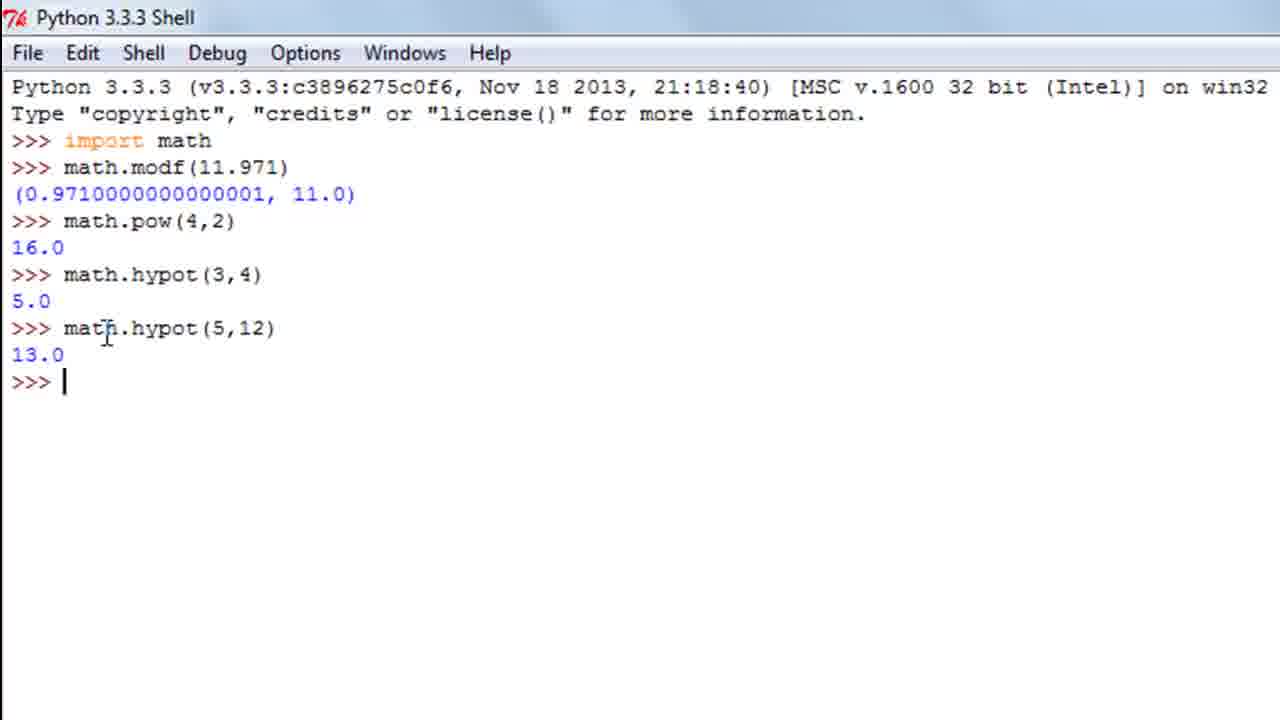 Python 3.3.3 Shell
File Edit Shell Debug Options Windows Help
Python 3.3.3 (v3.3.3:c3896275c0f6, Nov 18 2013, 21:18:40) [MSC v.1600 32 bit (Intel)] on win32
Type "copyright", "credits" or "license()" for more information.
>>> import math
>>> math.modf(11.971)
(0.9710000000000001, 11.0)
>>> math.pow(4,2)
16.0
>>> math.hypot(3,4)
5.0
>>> math.hypot(5,12)
13.0
>>>